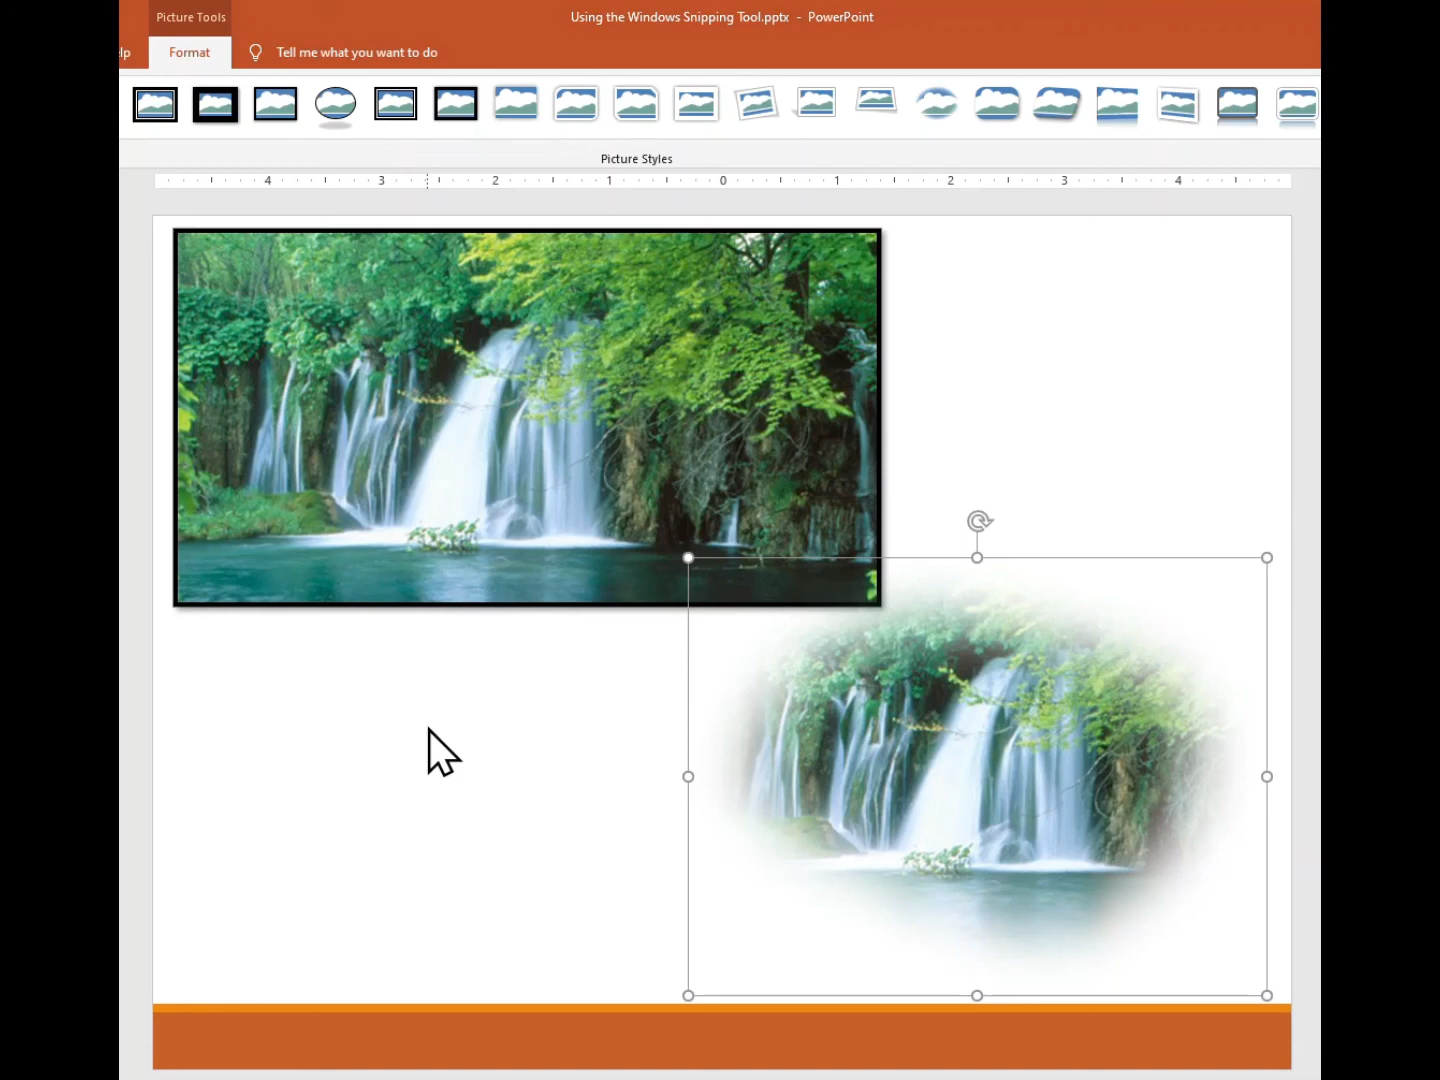 Picture Tools
Using the Windows Snipping Tool.pptx - PowerPoint
lp
Format
Tell me what you want to do
Picture Styles
4 3 2 1 0 1 2 3 4